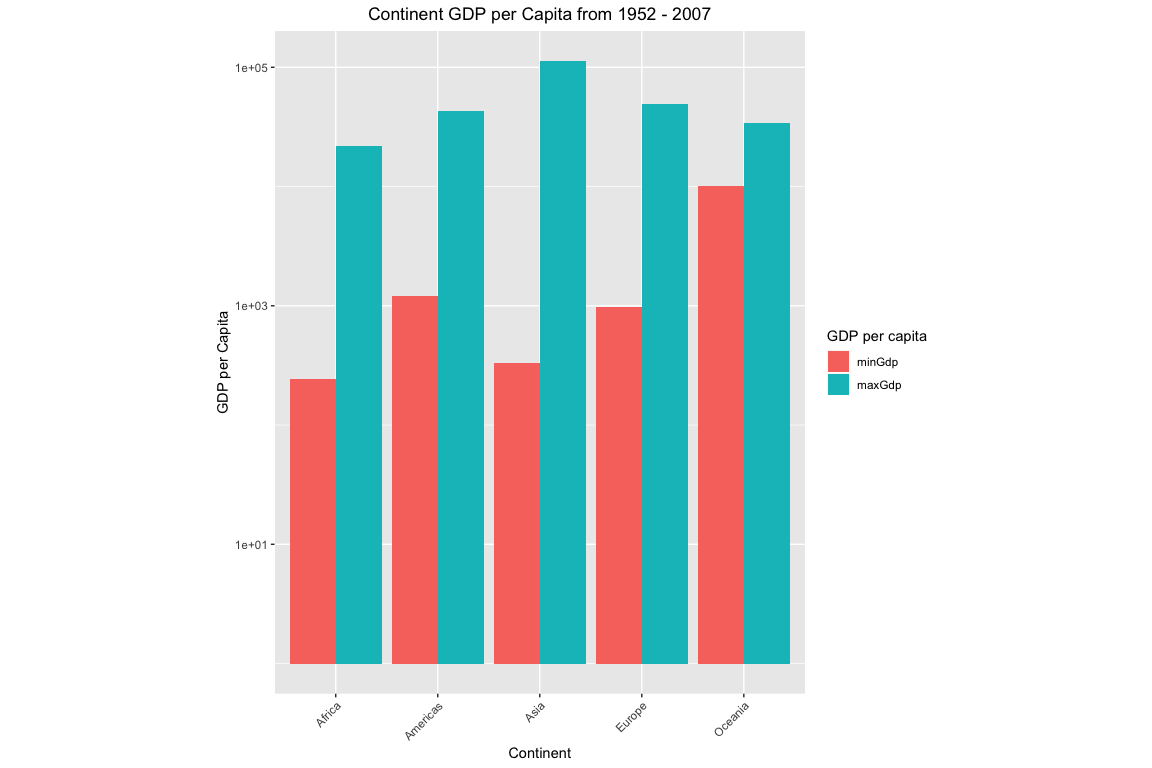 Continent GDP per Capita from 1952 - 2007
1e+05
1e+03
1e+01
GDP per Capita
Africa
Americas
Asia
Europe
Oceania
Continent
GDP per capita
minGdp
maxGdp